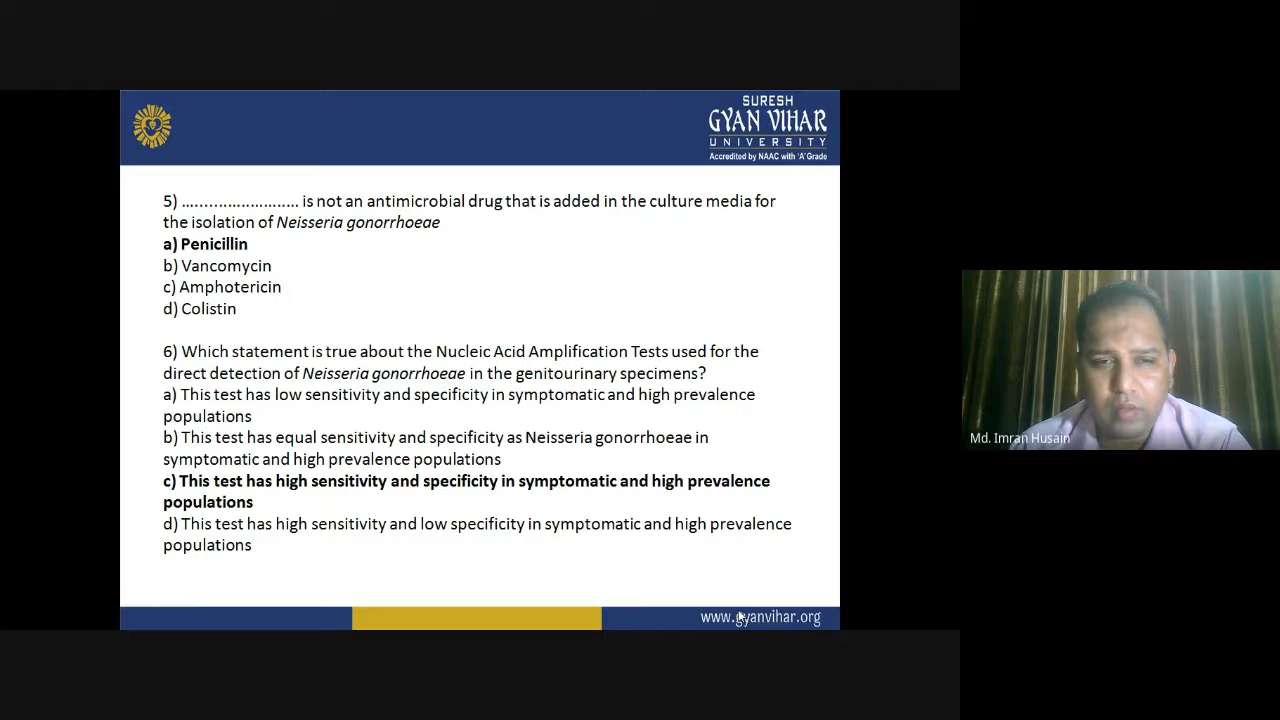 SURESH
GYAN VIHAR
UNIVERSITY
Accredited by NAAC with 'A' Grade
5) ........................... is not an antimicrobial drug that is added in the culture media for
the isolation of Neisseria gonorrhoeae
a) Penicillin
b) Vancomycin
c) Amphotericin
d) Colistin
6) Which statement is true about the Nucleic Acid Amplification Tests used for the
direct detection of Neisseria gonorrhoeae in the genitourinary specimens?
a) This test has low sensitivity and specificity in symptomatic and high prevalence
populations
b) This test has equal sensitivity and specificity as Neisseria gonorrhoeae in
symptomatic and high prevalence populations
c) This test has high sensitivity and specificity in symptomatic and high prevalence
populations
d) This test has high sensitivity and low specificity in symptomatic and high prevalence
populations
www.gyanvihar.org
Md. Imran Husain